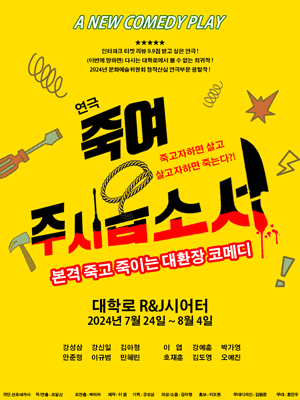 A NEW COMEDY PLAY
★★★★★
인터파크 티켓 리뷰 9.9점 받고 싶은 연극!
(이번에 망하면) 다시는 대학로에서 볼 수 없는 희귀작!
2024년 문화예술위원회 창작산실 연극부문 광탈작!
연극
죽여
주시옵소서
죽고자하면 살고
살고자하면 죽는다?!
본격 죽고 죽이는 대환장 코메디
대학로 R&J시어터
2024년 7월 24일 ~ 8월 4일
강성삼 강신일 김아형 이 엽 강혜훈 박가영
안준영 이규범 민혜린 호재훈 김도영 오예진